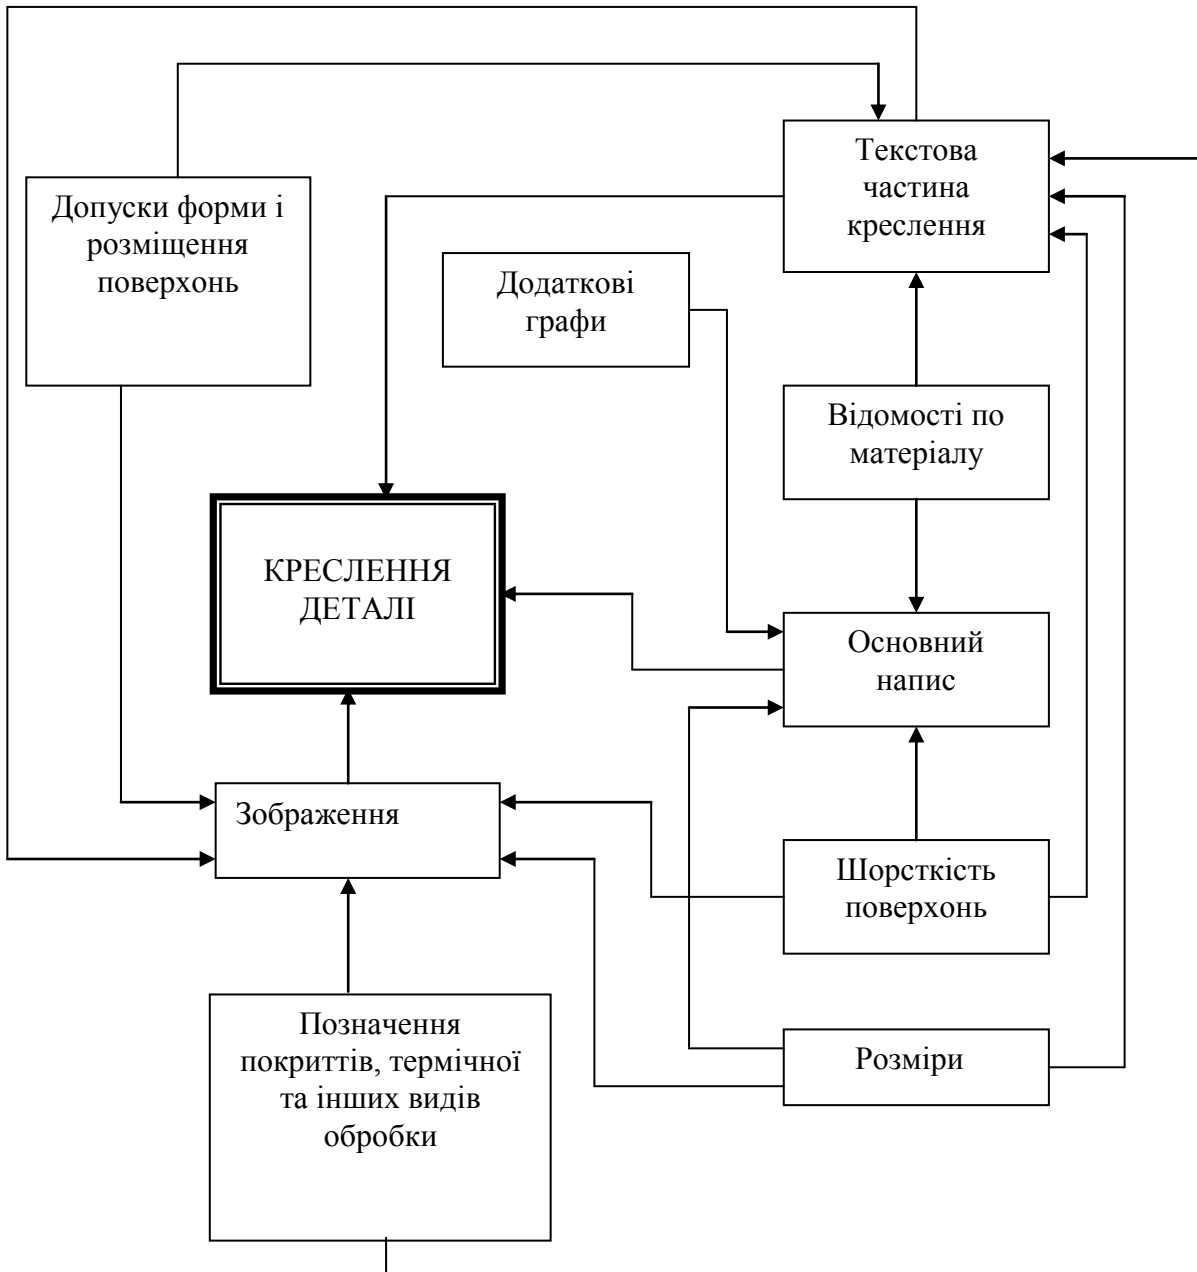 Текстова
частина
креслення
Допуски форми і
розміщення
поверхонь
Додаткові
графи
Відомості по
матеріалу
КРЕСЛЕННЯ
ДЕТАЛІ
Основний
напис
Зображення
Шорсткість
поверхонь
Позначення
покриттів, термічної
та інших видів
обробки
Розміри